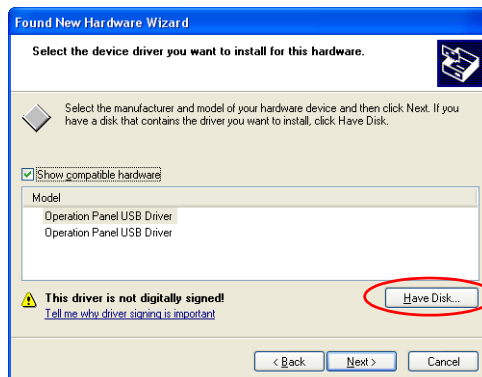 Found New Hardware Wizard
Select the device driver you want to install for this hardware.
Select the manufacturer and model of your hardware device and then click Next. If you
have a disk that contains the driver you want to install, click Have Disk.
Show compatible hardware
Model
Operation Panel USB Driver
Operation Panel USB Driver
This driver is not digitally signed!
Have Disk...
Tell me why driver signing is important
< Back
Next >
Cancel